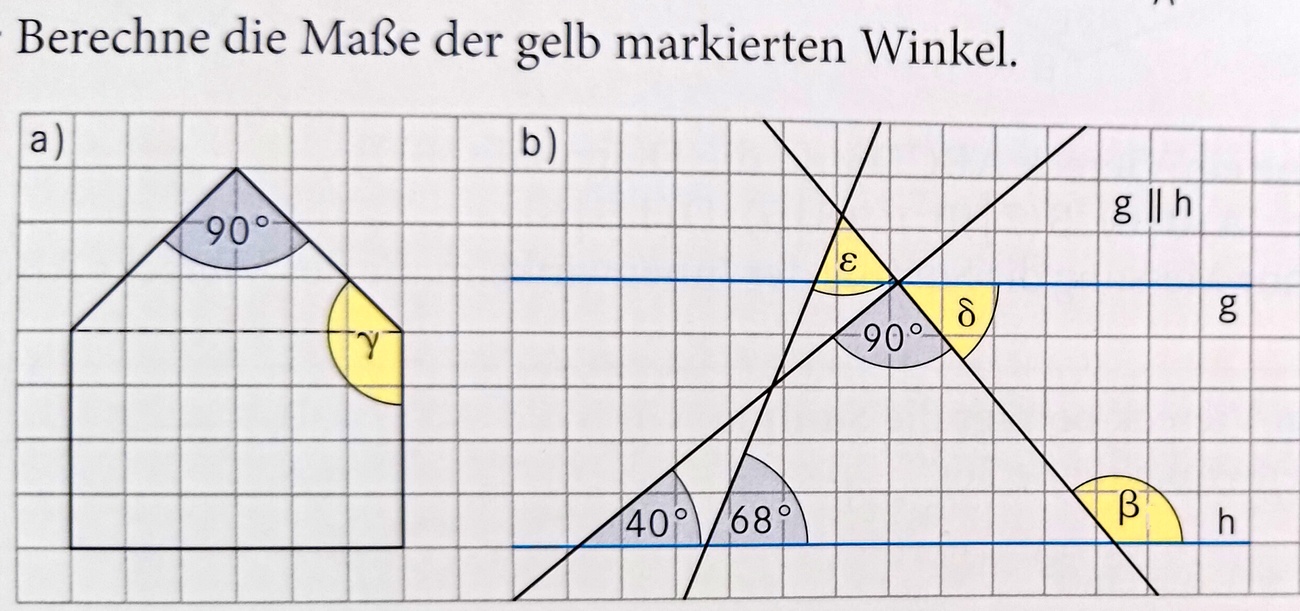 Berechne die Maße der gelb markierten Winkel.
a)
90°
γ
b)
g || h
ε
g
δ
90°
40°
68°
β
h